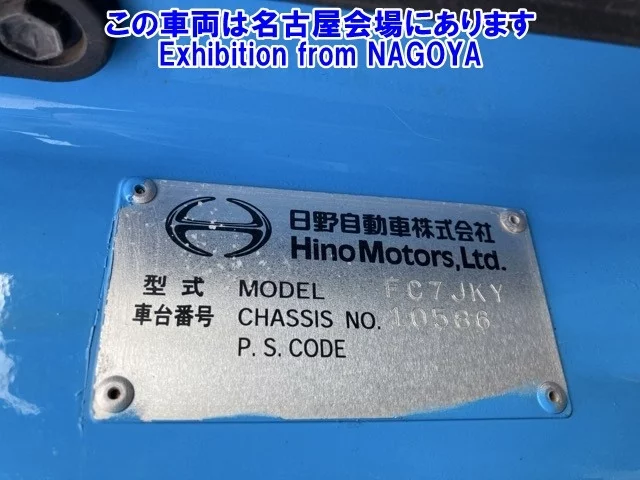 この車両は名古屋会場にあります
Exhibition from NAGOYA
日野自動車株式会社
Hino Motors, Ltd.
型式 MODEL FC7JKY
車台番号 CHASSIS NO. 10566
P. S. CODE